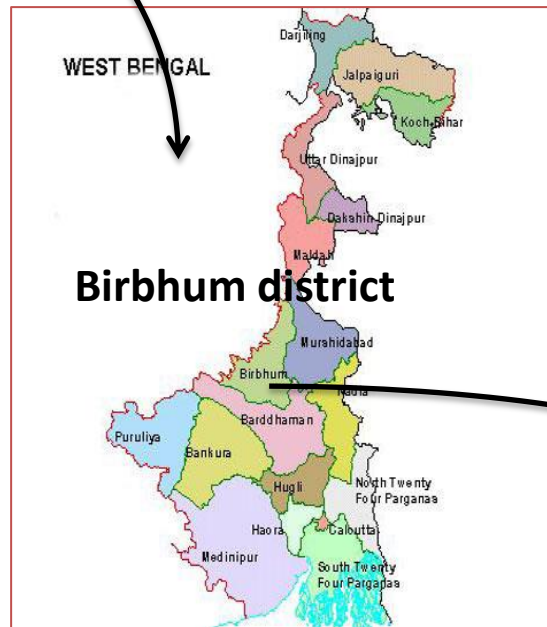 Darjiling
WEST BENGAL
Jalpaiguri
Koch-Bihar
Uttar Dinajpur
Dakshin Dinajpur
Maldah
Birbhum district
Murahidabad
Birbhum
Nadia
Barddhaman
Puruliya
Bankura
Hugli
North Twenty
Four Parganas
Haora
Calcutta
Medinipur
South Twenty
Four Parganas